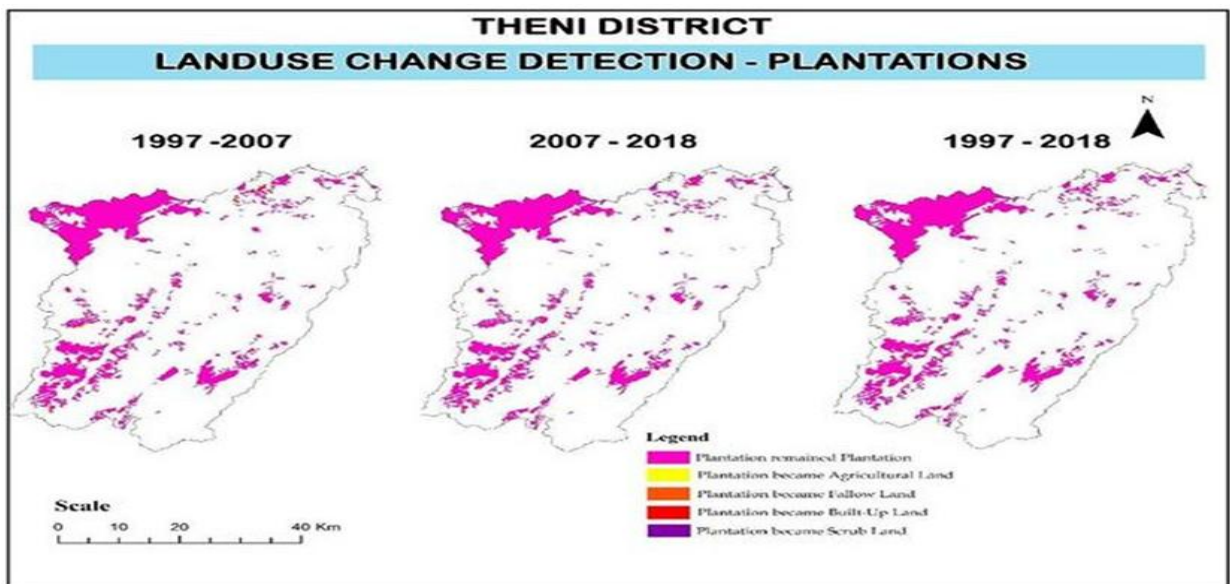 THENI DISTRICT
LANDUSE CHANGE DETECTION - PLANTATIONS
N
1997 -2007
2007 - 2018
1997 - 2018
Legend
Plantation remained Plantation
Plantation became Agricultural Land
Plantation became Fallow Land
Plantation became Built-Up Land
Plantation became Scrub Land
Scale
0 10 20 40 Km